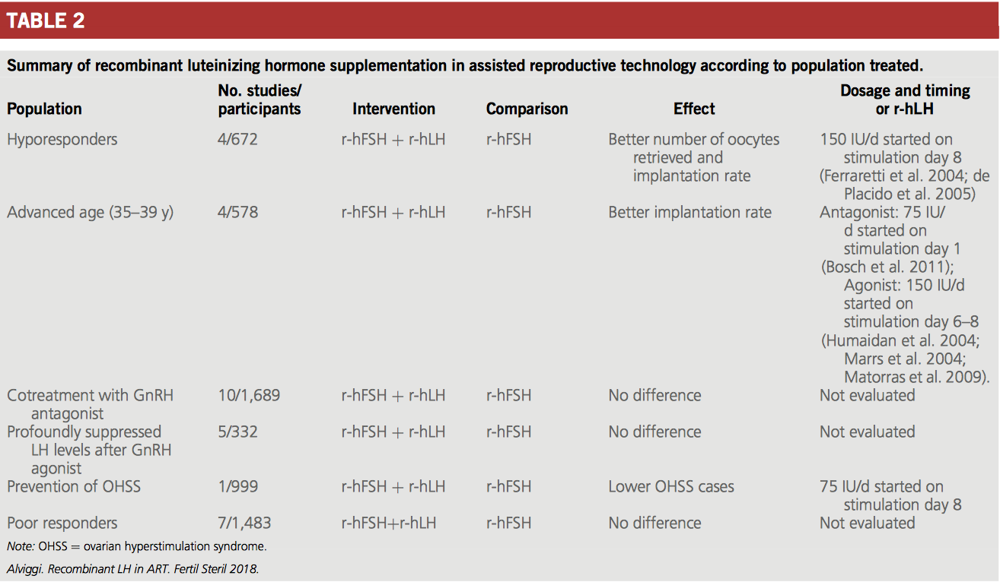 TABLE 2
Summary of recombinant luteinizing hormone supplementation in assisted reproductive technology according to population treated.
Population No. studies/ participants Intervention Comparison Effect Dosage and timing or r-hLH
Hyporesponders 4/672 r-hFSH + r-hLH r-hFSH Better number of oocytes 150 IU/d started on
retrieved and stimulation day 8
implantation rate (Ferraretti et al. 2004; de
Placido et al. 2005)
Advanced age (35–39 y) 4/578 r-hFSH + r-hLH r-hFSH Better implantation rate Antagonist: 75 IU/
d started on
stimulation day 1
(Bosch et al. 2011);
Agonist: 150 IU/d
started on
stimulation day 6–8
(Humaidan et al. 2004;
Marrs et al. 2004;
Matorras et al. 2009).
Cotreatment with GnRH 10/1,689 r-hFSH + r-hLH r-hFSH No difference Not evaluated
antagonist
Profoundly suppressed 5/332 r-hFSH + r-hLH r-hFSH No difference Not evaluated
LH levels after GnRH
agonist
Prevention of OHSS 1/999 r-hFSH + r-hLH r-hFSH Lower OHSS cases 75 IU/d started on
stimulation day 8
Poor responders 7/1,483 r-hFSH+r-hLH r-hFSH No difference Not evaluated
Note: OHSS = ovarian hyperstimulation syndrome.
Alviggi. Recombinant LH in ART. Fertil Steril 2018.